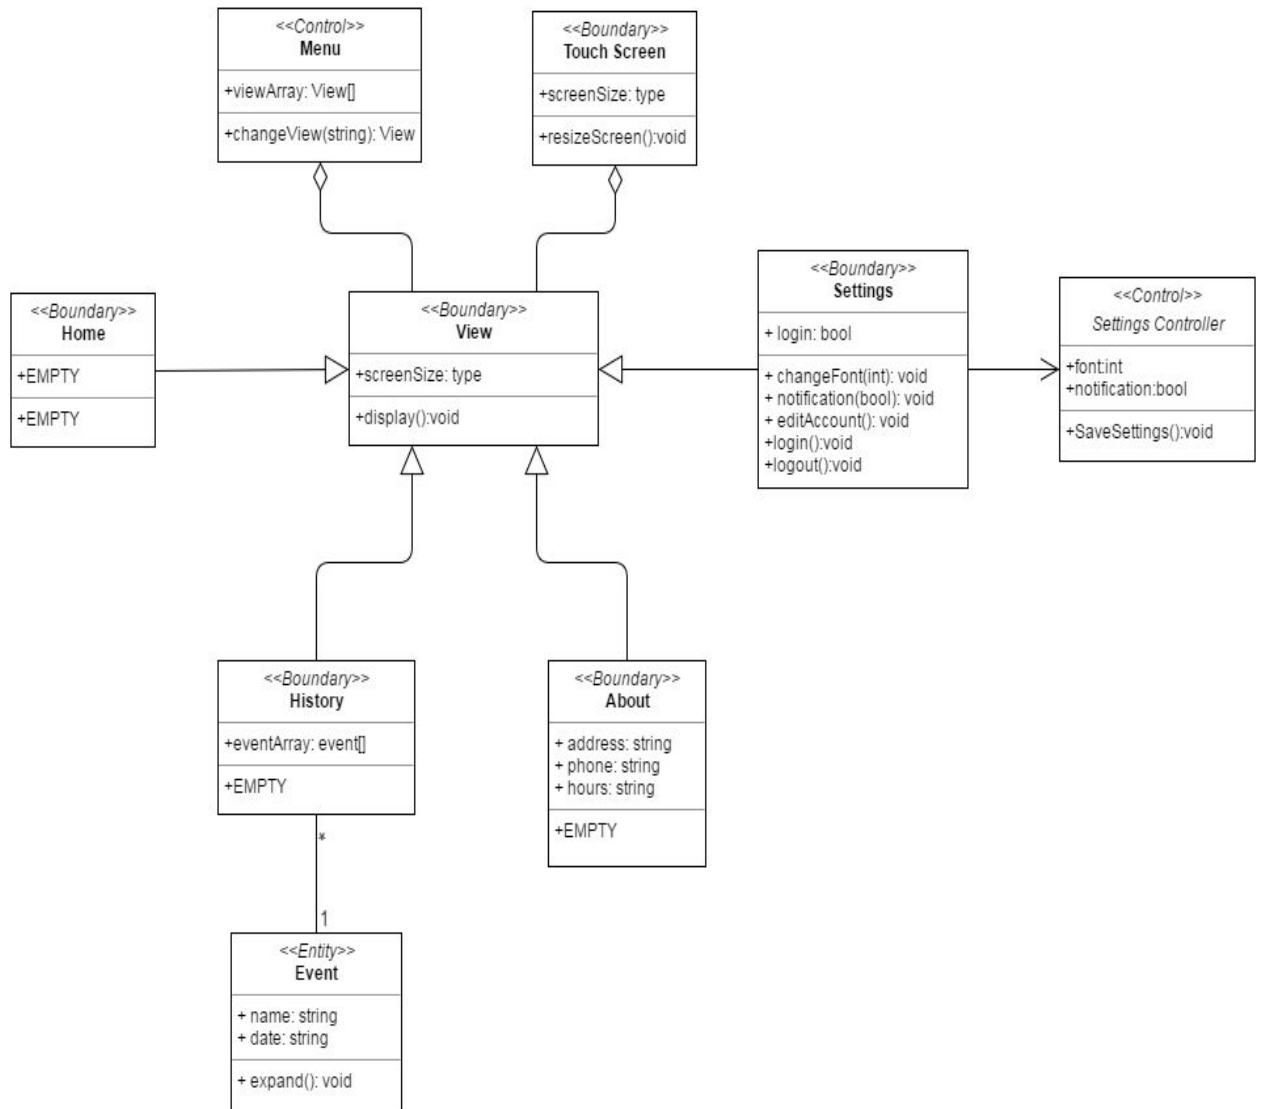 <<Control>>
Menu
+viewArray: View[]
+changeView(string): View
<<Boundary>>
Touch Screen
+screenSize: type
+resizeScreen():void
<<Boundary>>
Home
+EMPTY
+EMPTY
<<Boundary>>
View
+screenSize: type
+display():void
<<Boundary>>
Settings
+ login: bool
+ changeFont(int): void
+ notification(bool): void
+ editAccount(): void
+login():void
+logout():void
<<Control>>
Settings Controller
+font:int
+notification:bool
+SaveSettings():void
<<Boundary>>
History
+eventArray: event[]
+EMPTY
<<Boundary>>
About
+ address: string
+ phone: string
+ hours: string
+EMPTY
*
1
<<Entity>>
Event
+ name: string
+ date: string
+ expand(): void